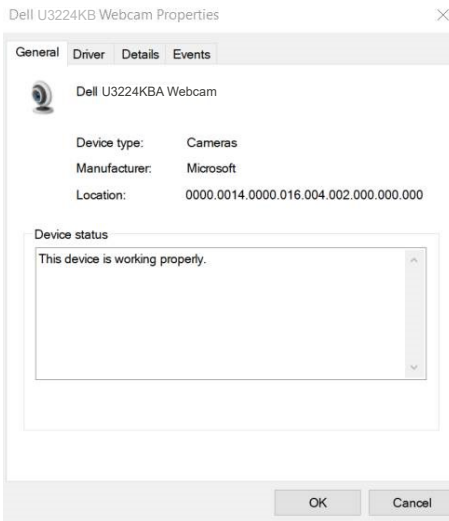 Dell U3224KB Webcam Properties
General Driver Details Events
Dell U3224KBA Webcam
Device type: Cameras
Manufacturer: Microsoft
Location: 0000.0014.0000.016.004.002.000.000.000
Device status
This device is working properly.
OK Cancel